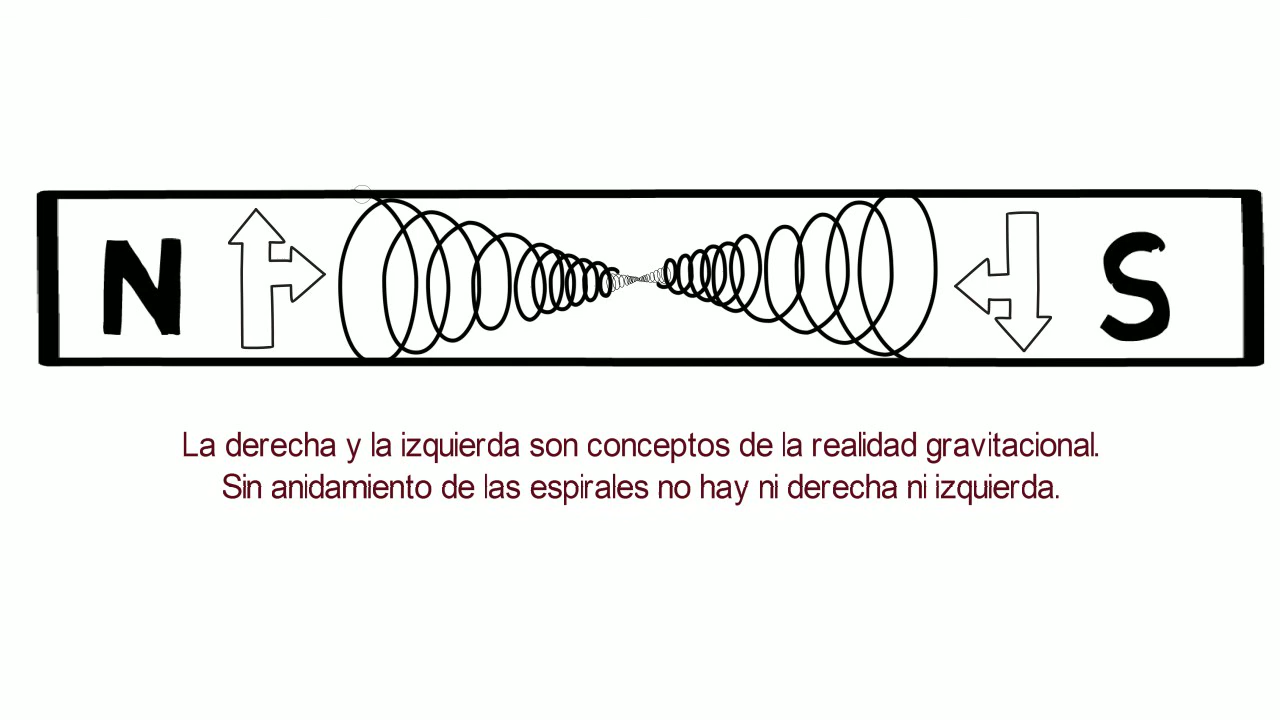 N S
La derecha y la izquierda son conceptos de la realidad gravitacional.
Sin anidamiento de las espirales no hay ni derecha ni izquierda.